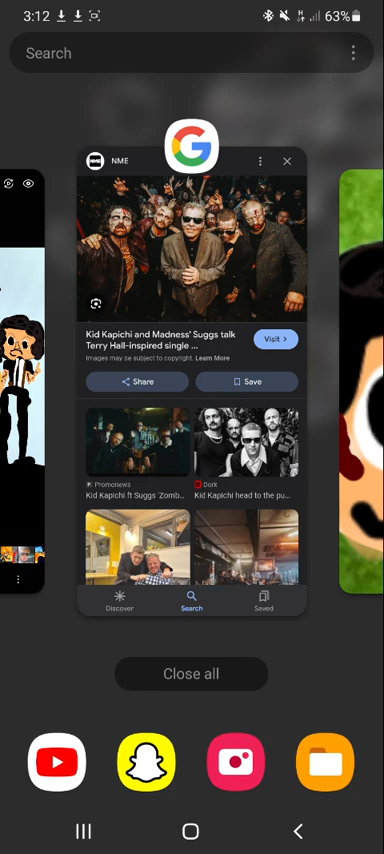 3:12
63%
Search
NME
Kid Kapichi and Madness' Suggs talk
Terry Hall-inspired single ...
Visit
Images may be subject to copyright. Learn More
Share
Save
Promonews
Kid Kapichi ft Suggs 'Zomb...
Dork
Kid Kapichi head to the pu...
Discover
Search
Saved
Close all